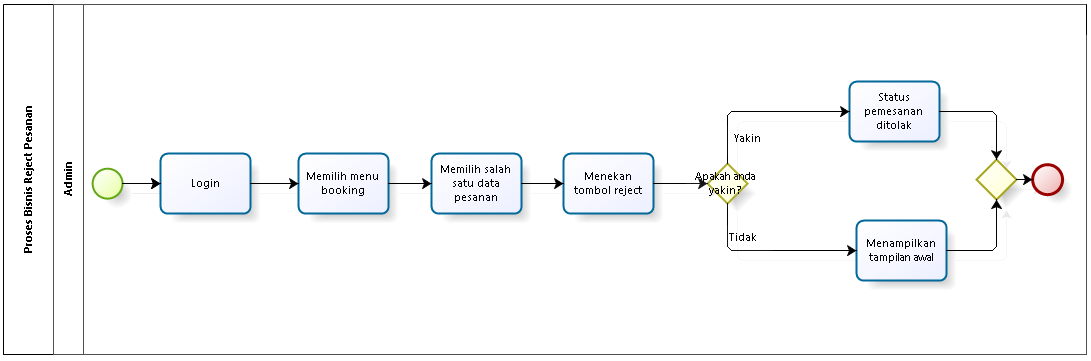 Proses Bisnis Reject Pesanan
Admin
Login
Memilih menu
booking
Memilih salah
satu data
pesanan
Menekan
tombol reject
Apakah anda
yakin?
Yakin
Status
pemesanan
ditolak
Tidak
Menampilkan
tampilan awal